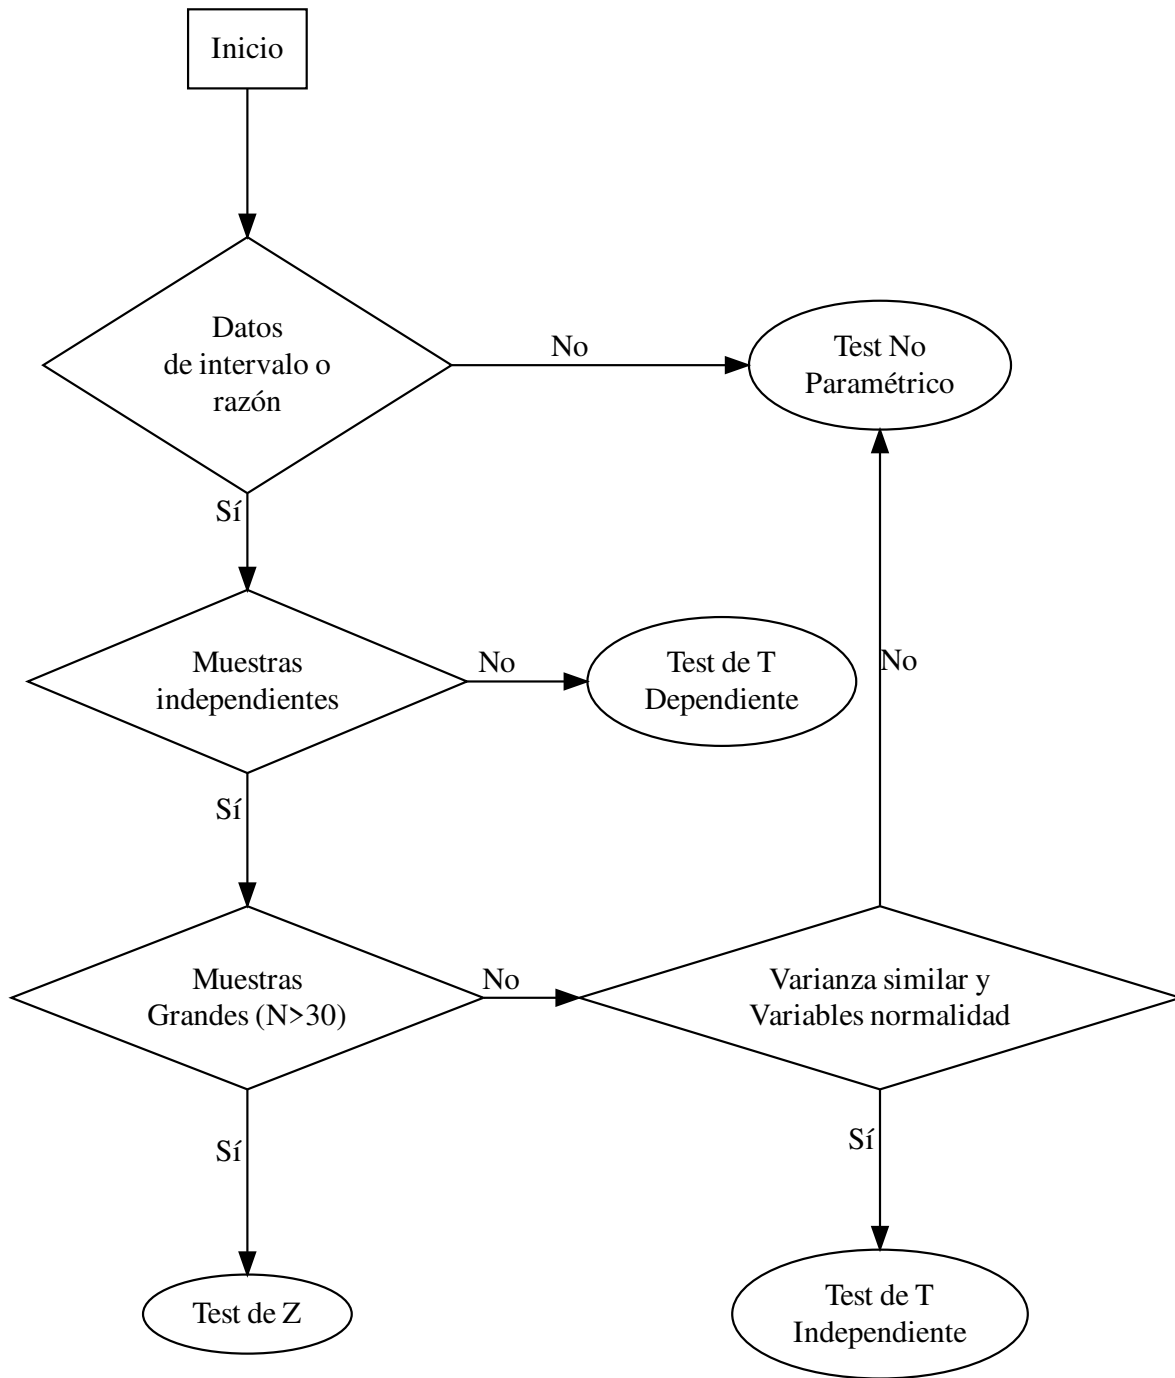 Inicio
Datos
de intervalo o
razón
No
Test No
Paramétrico
Sí
Muestras
independientes
No
Test de T
Dependiente
No
Sí
Muestras
Grandes (N>30)
No
Varianza similar y
Variables normalidad
Sí
Sí
Test de Z
Test de T
Independiente